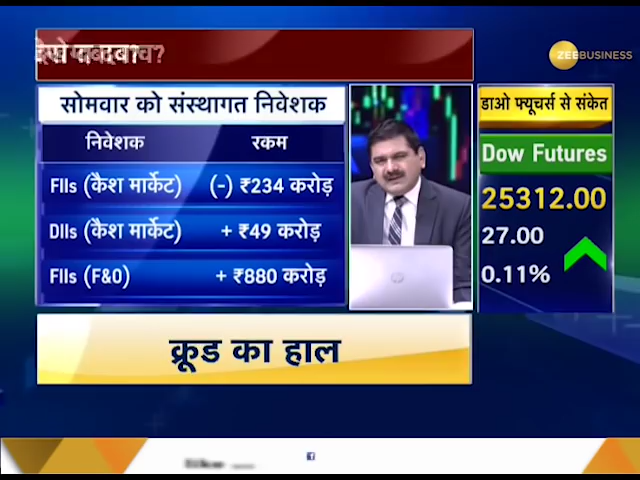 ZEEBUSINESS
सोमवार को संस्थागत निवेशक
निवेशक रकम
FIIs (कैश मार्केट) (-) ₹234 करोड़
DIIs (कैश मार्केट) + ₹49 करोड़
FIIs (F&O) + ₹880 करोड़
डाओ फ्यूचर्स से संकेत
Dow Futures
25312.00
27.00
0.11%
क्रूड का हाल